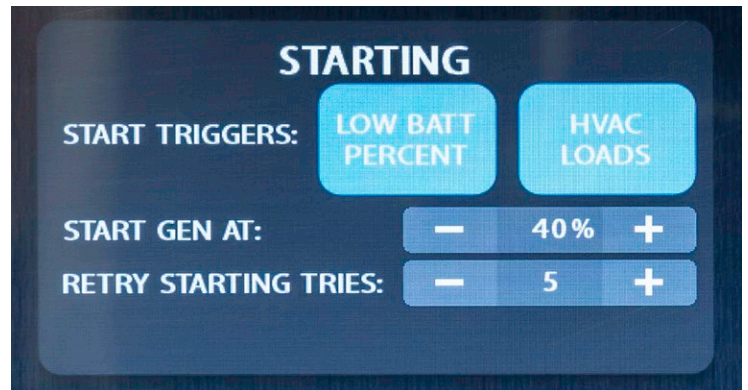 STARTING
START TRIGGERS:
LOW BATT
PERCENT
HVAC
LOADS
START GEN AT:
− 40% +
RETRY STARTING TRIES:
− 5 +